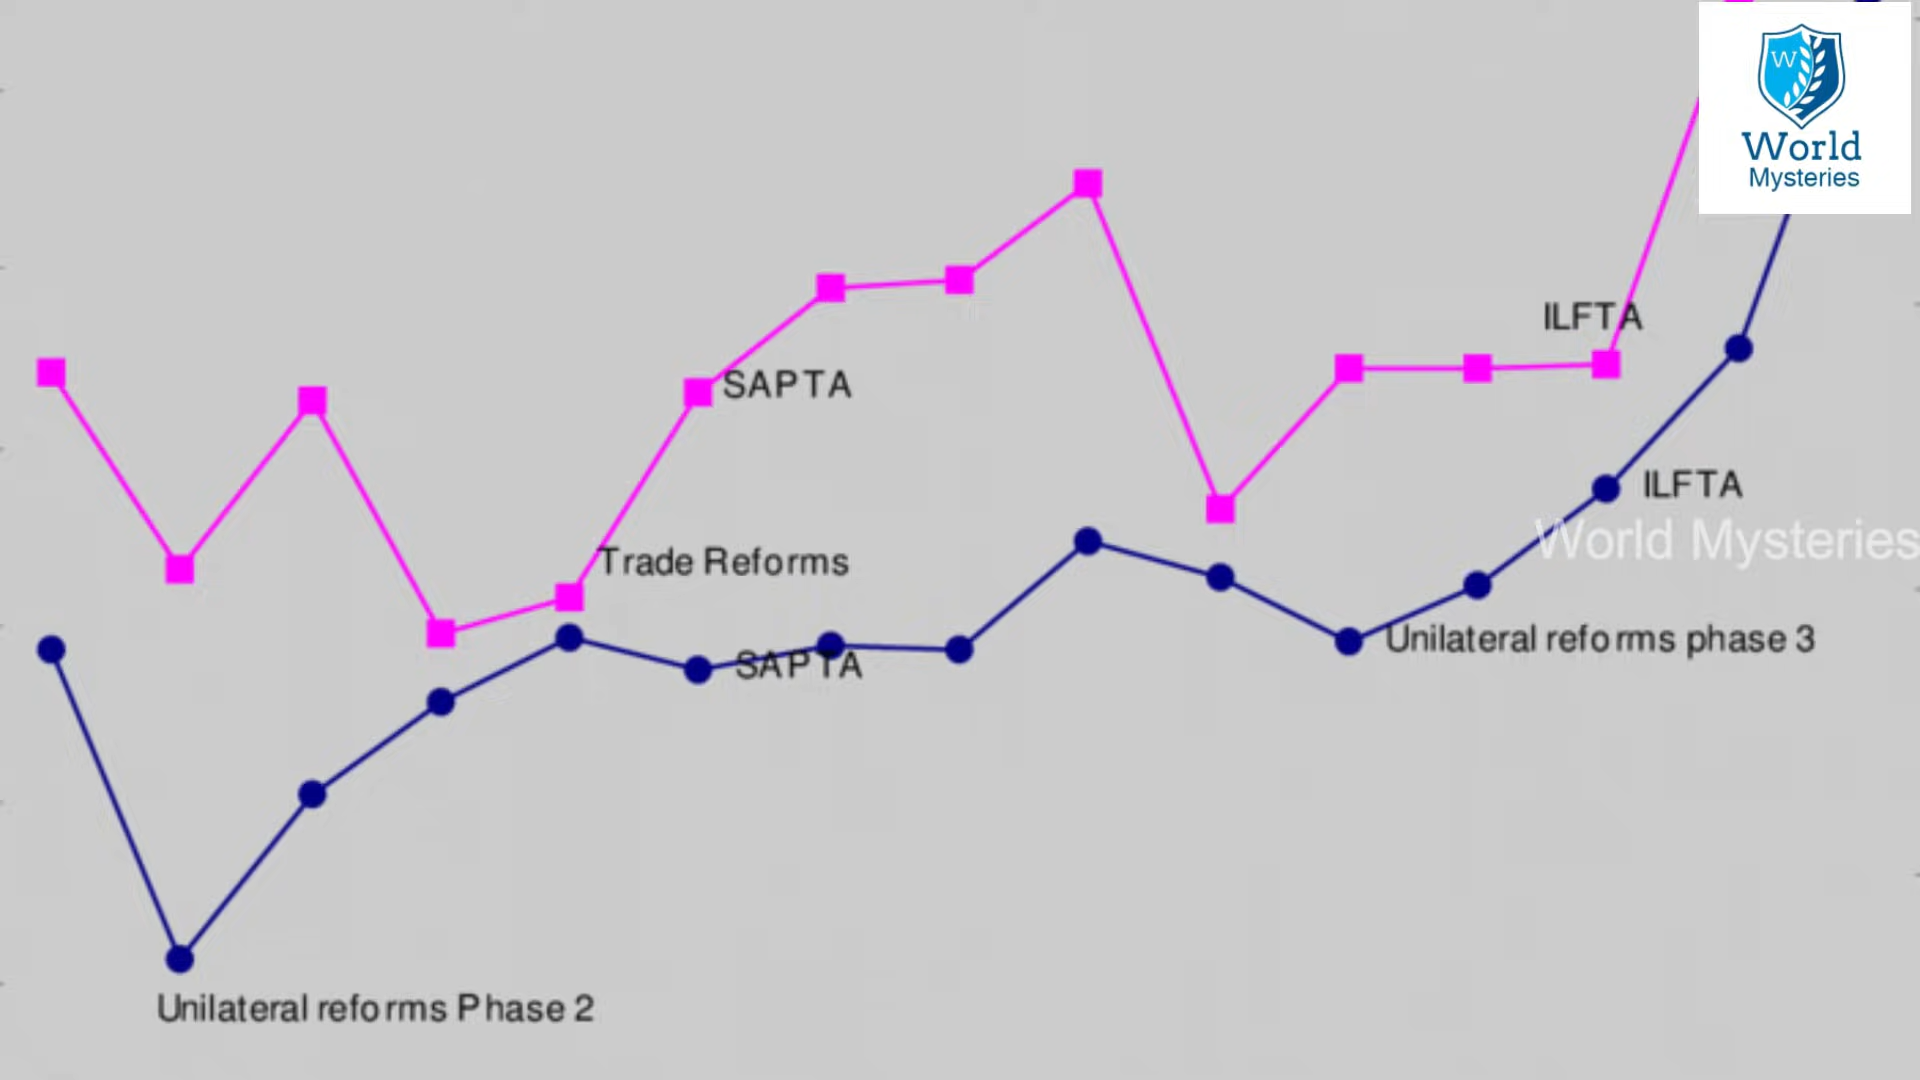 W
World
Mysteries
ILFTA
SAPTA
ILFTA
World Mysteries
Trade Reforms
Unilateral reforms phase 3
SAPTA
Unilateral reforms Phase 2